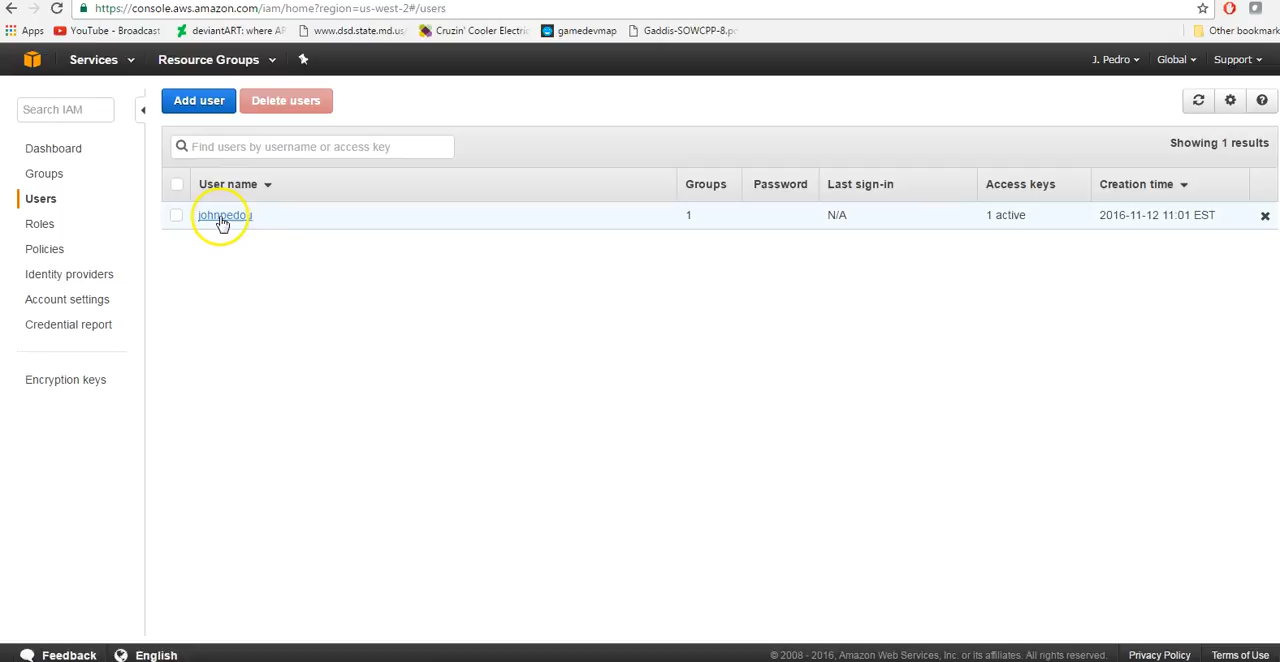 https://console.aws.amazon.com/iam/home?region=us-west-2#/users
Apps YouTube - Broadcast deviantART: where AR www.dsd.state.md.us Cruzin' Cooler Electric gamedevmap Gaddis-SOWCPP-8.pd Other bookmark
Services Resource Groups J. Pedro Global Support
Search IAM
Add user Delete users
Find users by username or access key
Showing 1 results
Dashboard
Groups
Users
Roles
Policies
Identity providers
Account settings
Credential report
Encryption keys
User name Groups Password Last sign-in Access keys Creation time
johnpedou 1 N/A 1 active 2016-11-12 11:01 EST
Feedback English © 2008 - 2016, Amazon Web Services, Inc. or its affiliates. All rights reserved. Privacy Policy Terms of Use